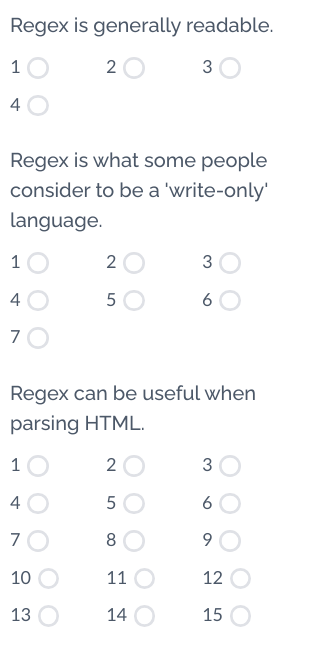 Regex is generally readable.
1 2 3
4
Regex is what some people
consider to be a 'write-only'
language.
1 2 3
4 5 6
7
Regex can be useful when
parsing HTML.
1 2 3
4 5 6
7 8 9
10 11 12
13 14 15